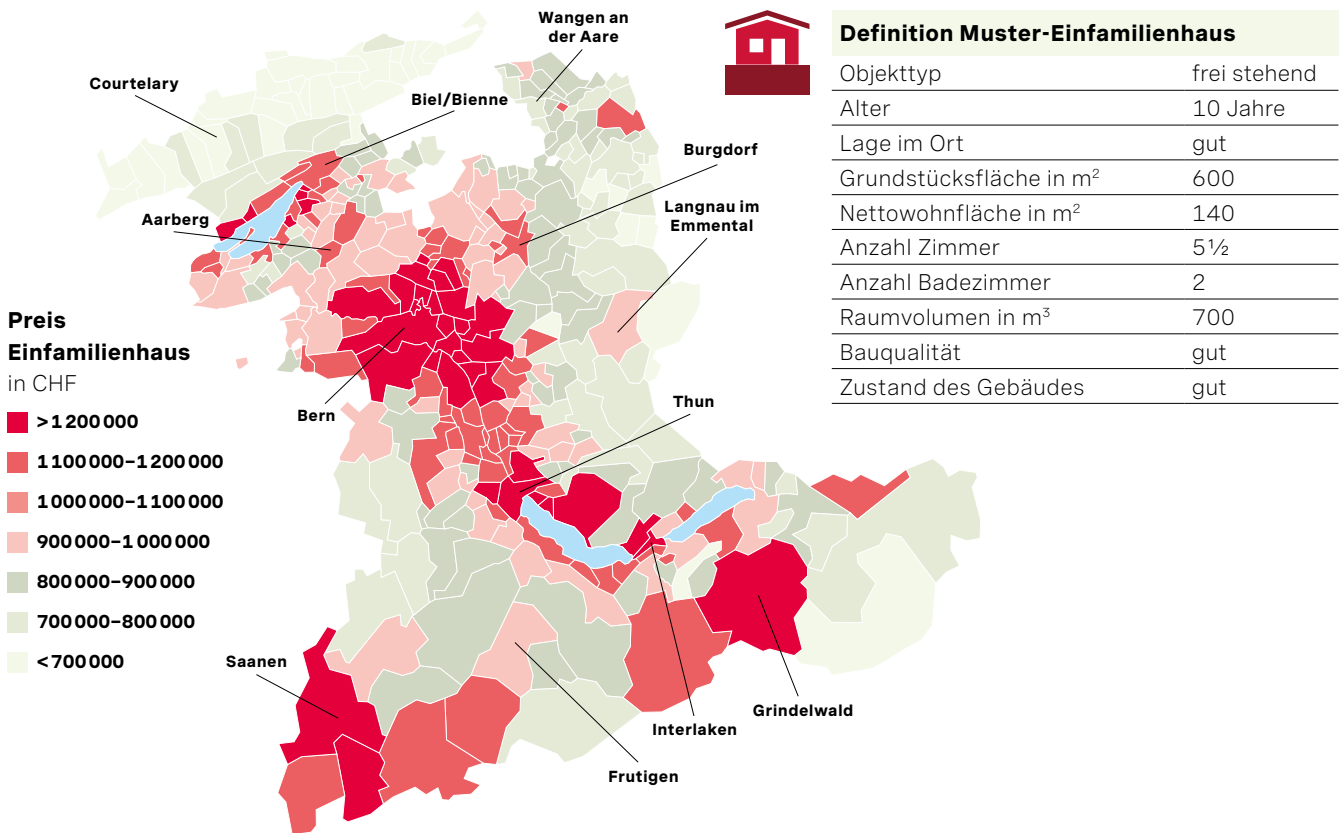 Wangen an
der Aare
Courtelary
Biel/Bienne
Burgdorf
Langnau im
Emmental
Aarberg
Bern
Thun
Saanen
Interlaken
Grindelwald
Frutigen
Preis
Einfamilienhaus
in CHF
>1 200 000
1 100 000–1 200 000
1 000 000–1 100 000
900 000–1 000 000
800 000–900 000
700 000–800 000
<700 000
Definition Muster-Einfamilienhaus
Objekttyp frei stehend
Alter 10 Jahre
Lage im Ort gut
Grundstücksfläche in m² 600
Nettowohnfläche in m² 140
Anzahl Zimmer 5½
Anzahl Badezimmer 2
Raumvolumen in m³ 700
Bauqualität gut
Zustand des Gebäudes gut